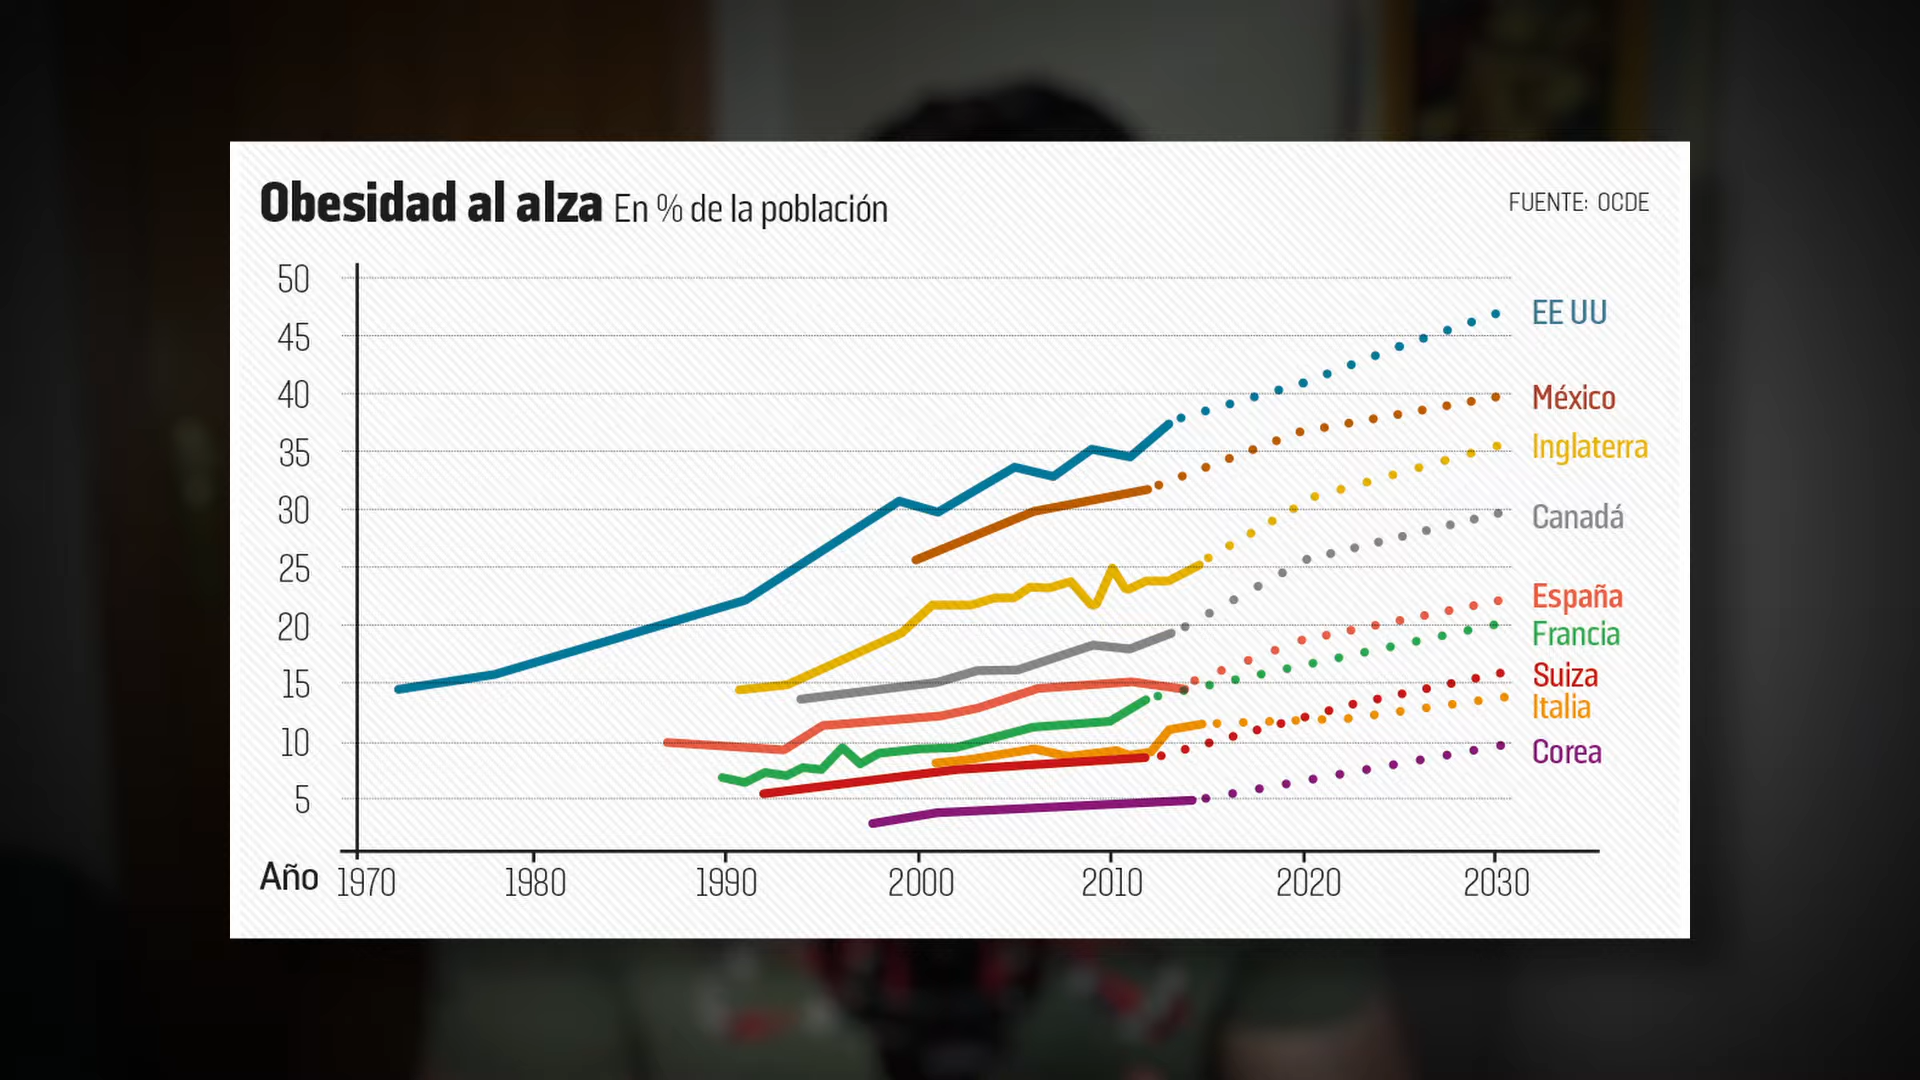 Obesidad al alza En % de la población
FUENTE: OCDE
50
45
40
35
30
25
20
15
10
5
EE UU
México
Inglaterra
Canadá
España
Francia
Suiza
Italia
Corea
Año 1970 1980 1990 2000 2010 2020 2030